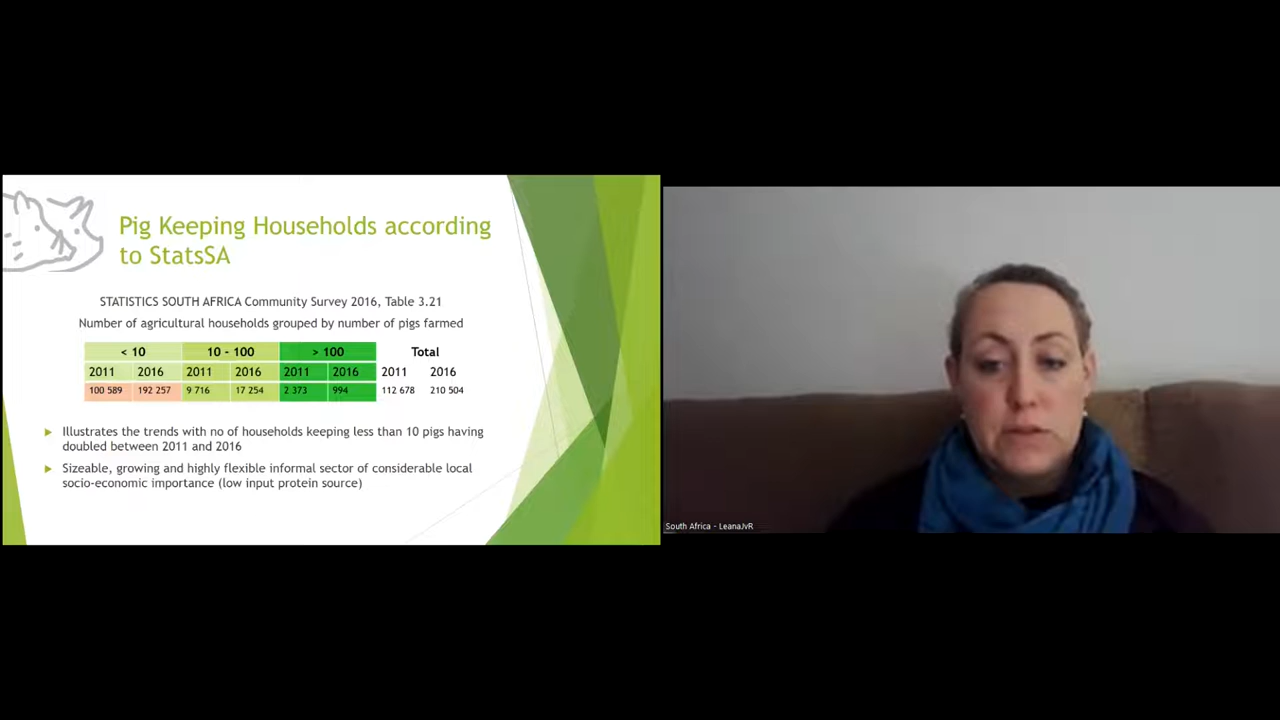 Pig Keeping Households according
to StatsSA
STATISTICS SOUTH AFRICA Community Survey 2016, Table 3.21
Number of agricultural households grouped by number of pigs farmed
< 10 10 - 100 > 100 Total
2011 2016 2011 2016 2011 2016 2011 2016
100 589 192 257 9 716 17 254 2 373 994 112 678 210 504
Illustrates the trends with no of households keeping less than 10 pigs having
doubled between 2011 and 2016
Sizeable, growing and highly flexible informal sector of considerable local
socio-economic importance (low input protein source)
South Africa - LeanaJvR